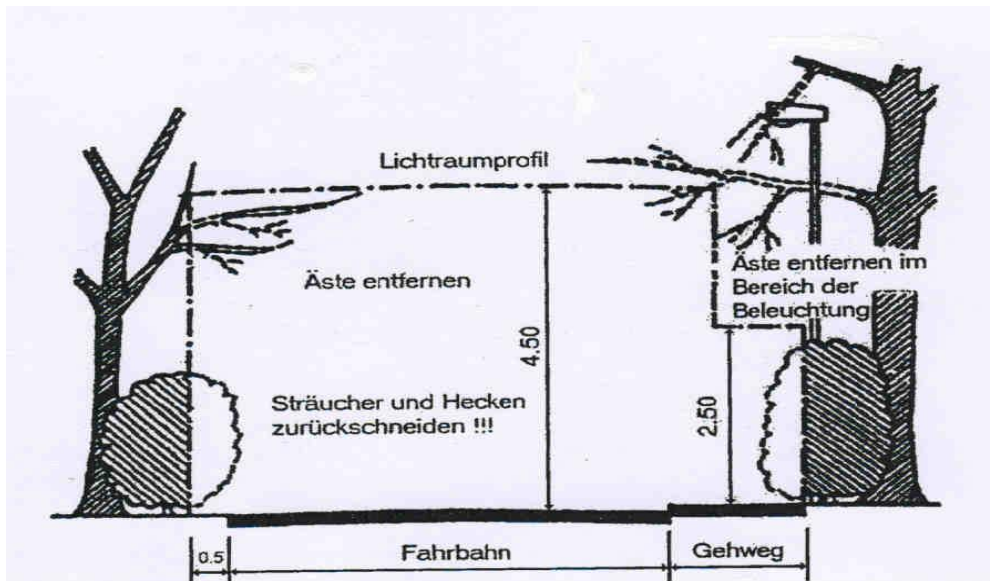 Lichtraumprofil
Äste entfernen
Äste entfernen im
Bereich der
Beleuchtung
4.50
Sträucher und Hecken
zurückschneiden !!!
2.50
0.5
Fahrbahn
Gehweg